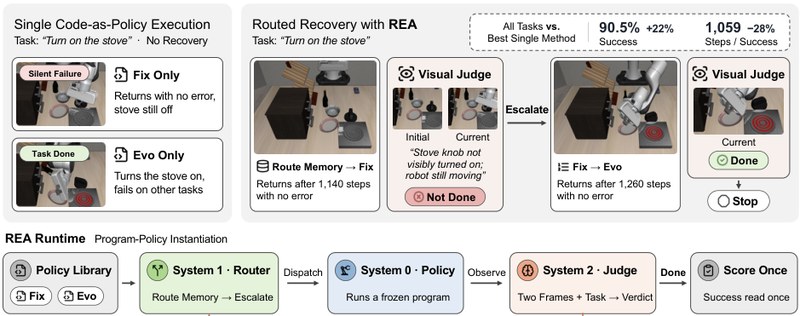 Single Code-as-Policy Execution
Task: “Turn on the stove” · No Recovery
Silent Failure
Fix Only
Returns with no error,
stove still off
Task Done
Evo Only
Turns the stove on,
fails on other tasks
Routed Recovery with REA
Task: “Turn on the stove”
All Tasks vs.
Best Single Method
90.5% +22%
Success
1,059 −28%
Steps / Success
Route Memory → Fix
Returns after 1,140 steps
with no error
Visual Judge
Initial
Current
“Stove knob not
visibly turned on;
robot still moving”
Not Done
Escalate
Fix → Evo
Returns after 1,260 steps
with no error
Visual Judge
Current
Done
Stop
REA Runtime Program-Policy Instantiation
Policy Library
Fix
Evo
System 1 · Router
Route Memory → Escalate
Dispatch
System 0 · Policy
Runs a frozen program
Observe
System 2 · Judge
Two Frames + Task → Verdict
Done
Score Once
Success read once